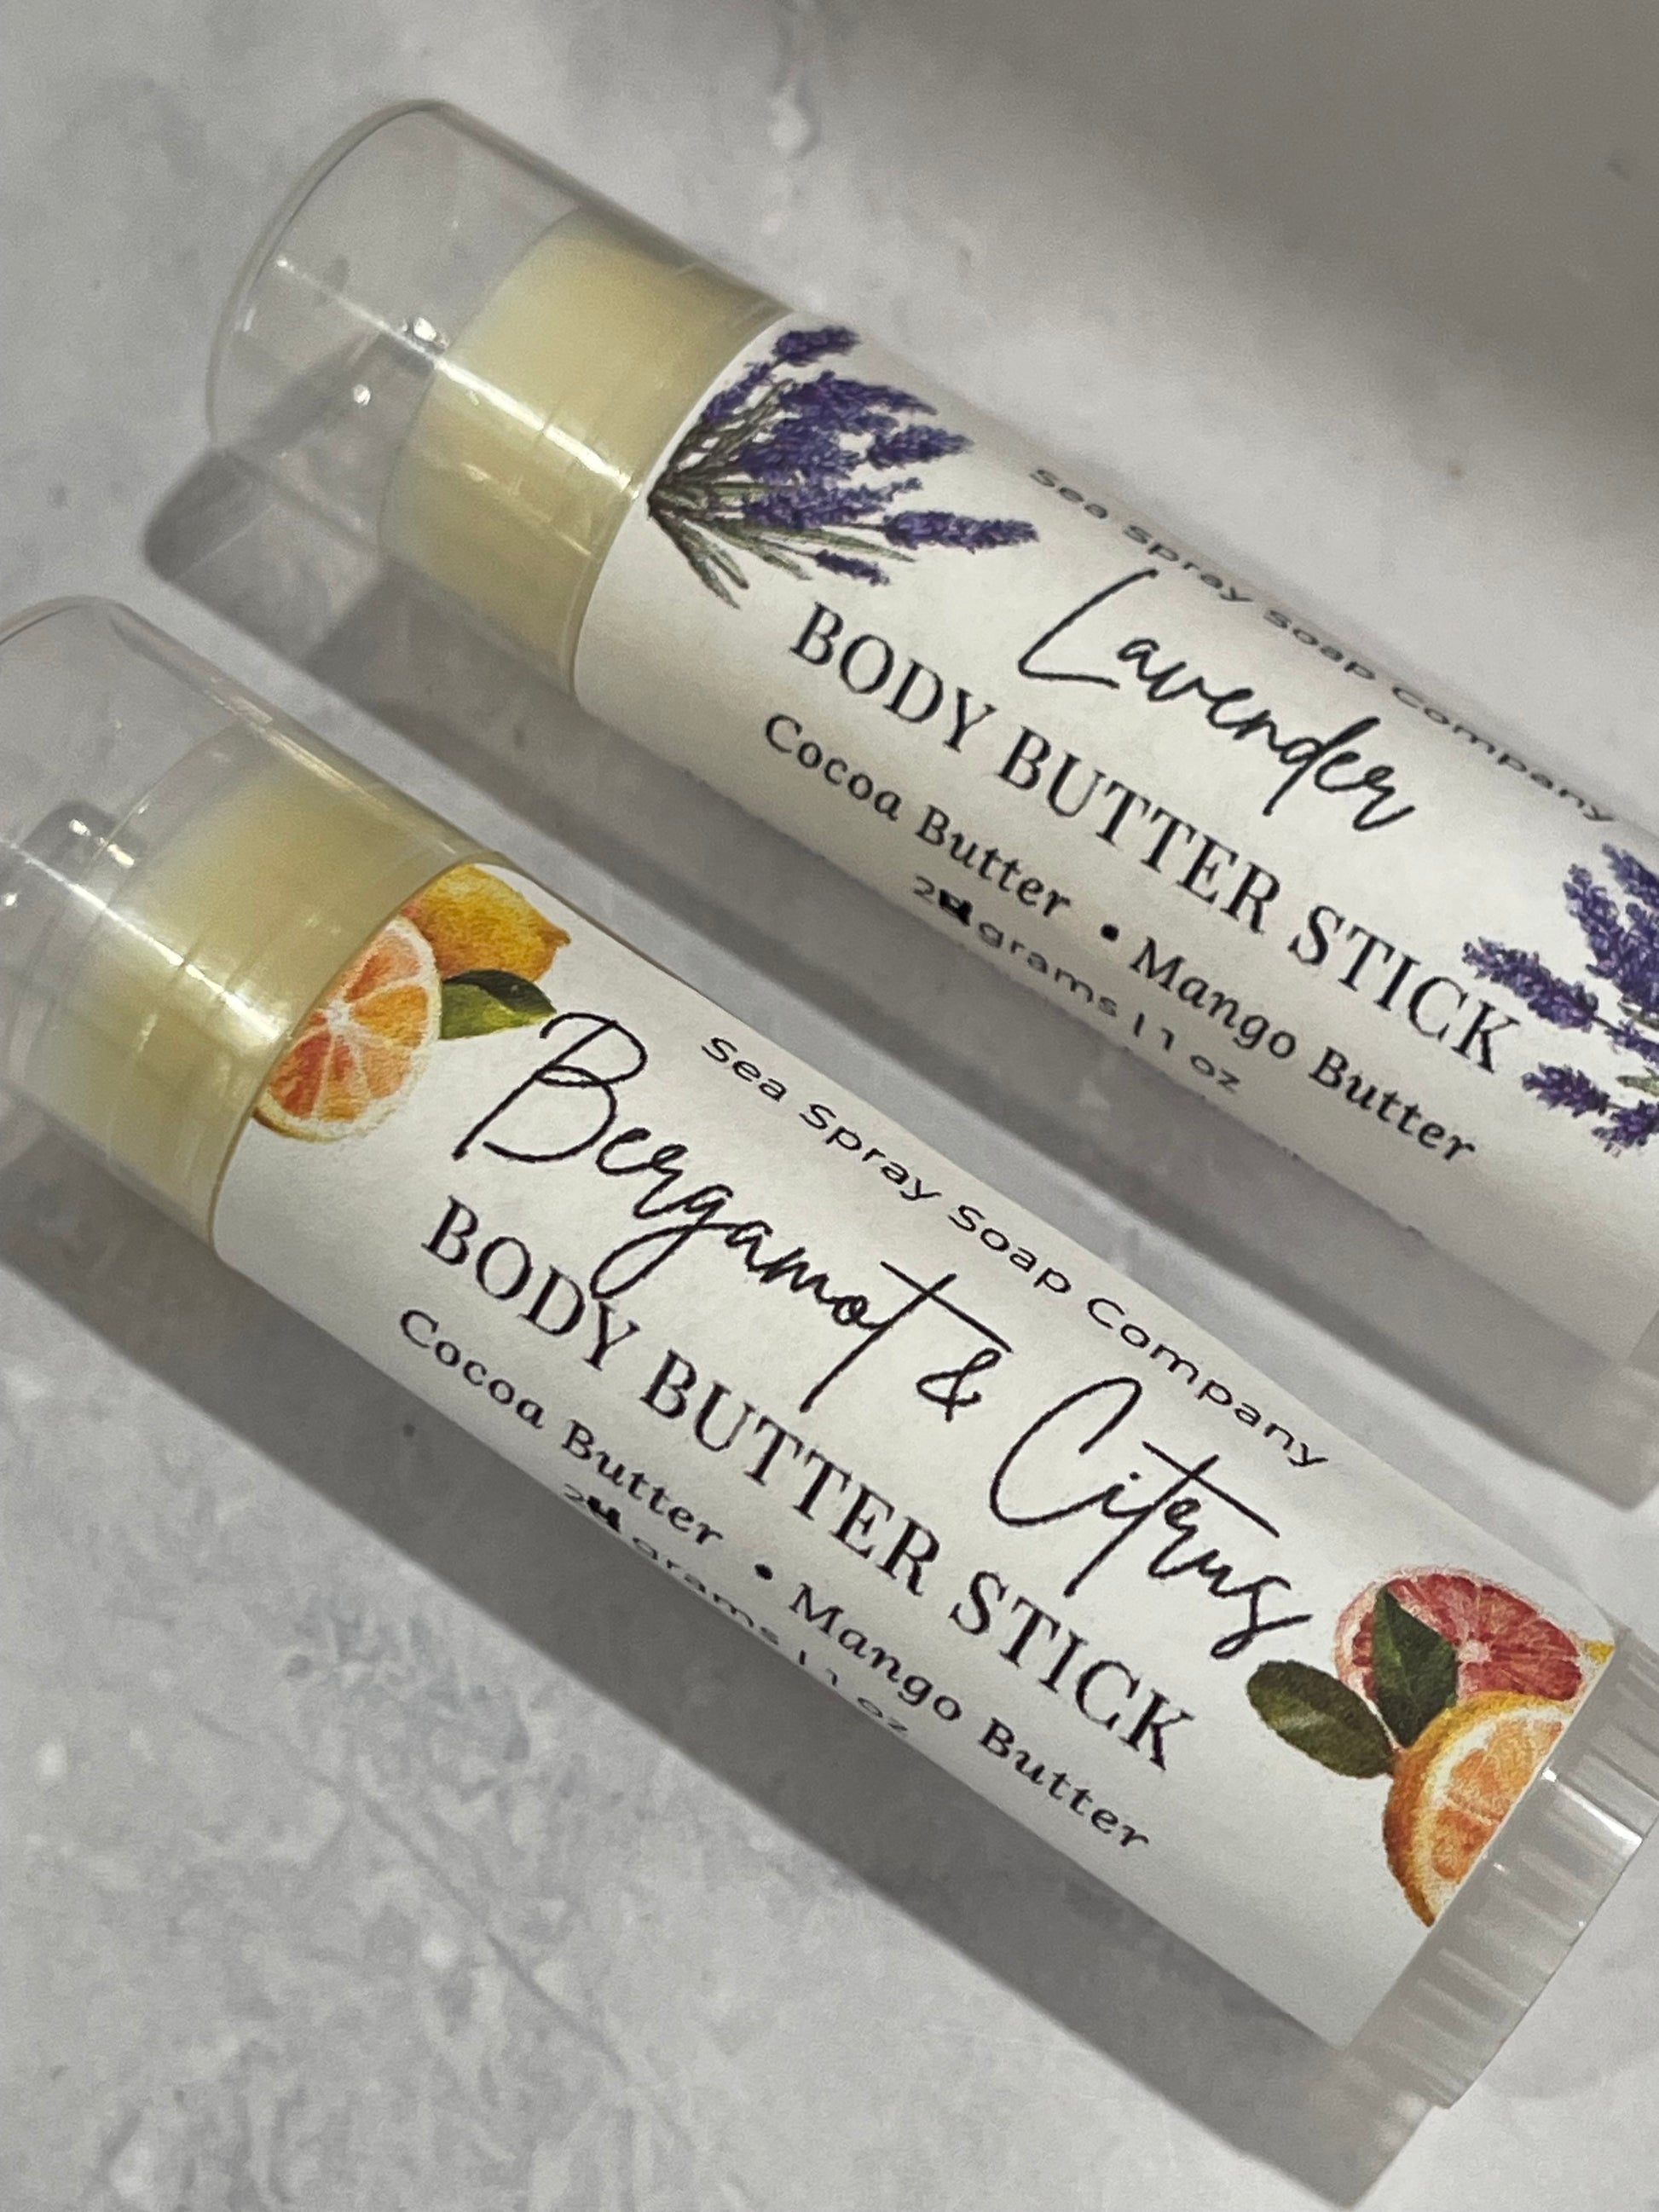 Sea Spray Soap Company
Lavender
BODY BUTTER STICK
Cocoa Butter • Mango Butter
grams | 1 oz
Sea Spray Soap Company
Bergamot & Citrus
BODY BUTTER STICK
Cocoa Butter • Mango Butter
grams | 1 oz